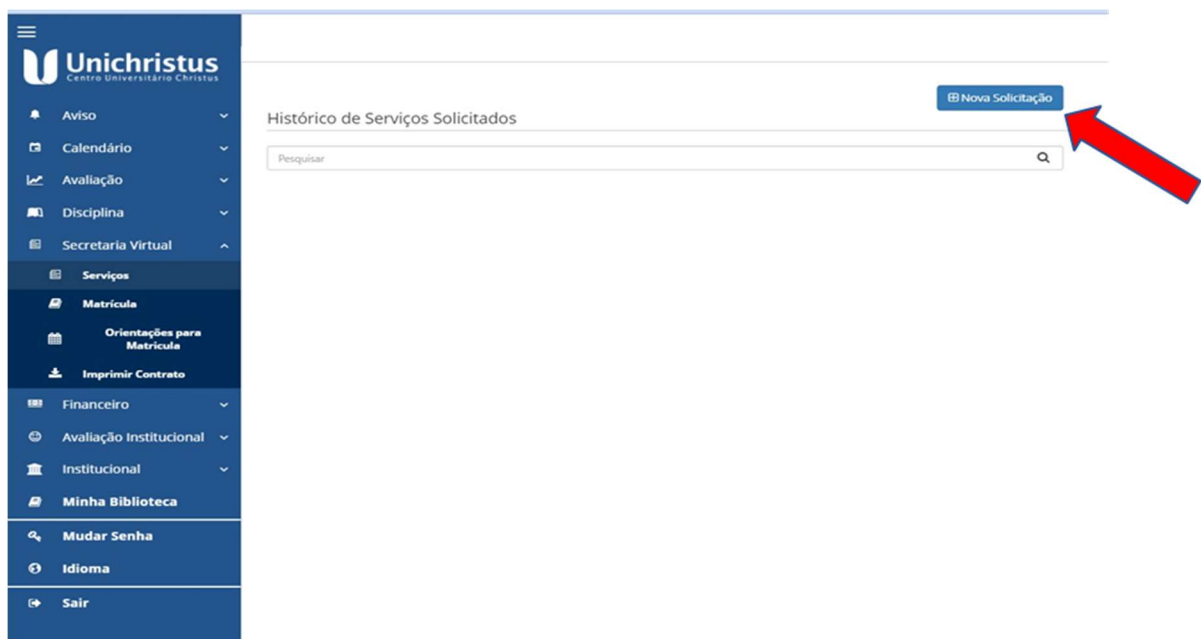 Unichristus
Centro Universitário Christus
Aviso
Calendário
Avaliação
Disciplina
Secretaria Virtual
Serviços
Matrícula
Orientações para
Matrícula
Imprimir Contrato
Financeiro
Avaliação Institucional
Institucional
Minha Biblioteca
Mudar Senha
Idioma
Sair
Nova Solicitação
Histórico de Serviços Solicitados
Pesquisar